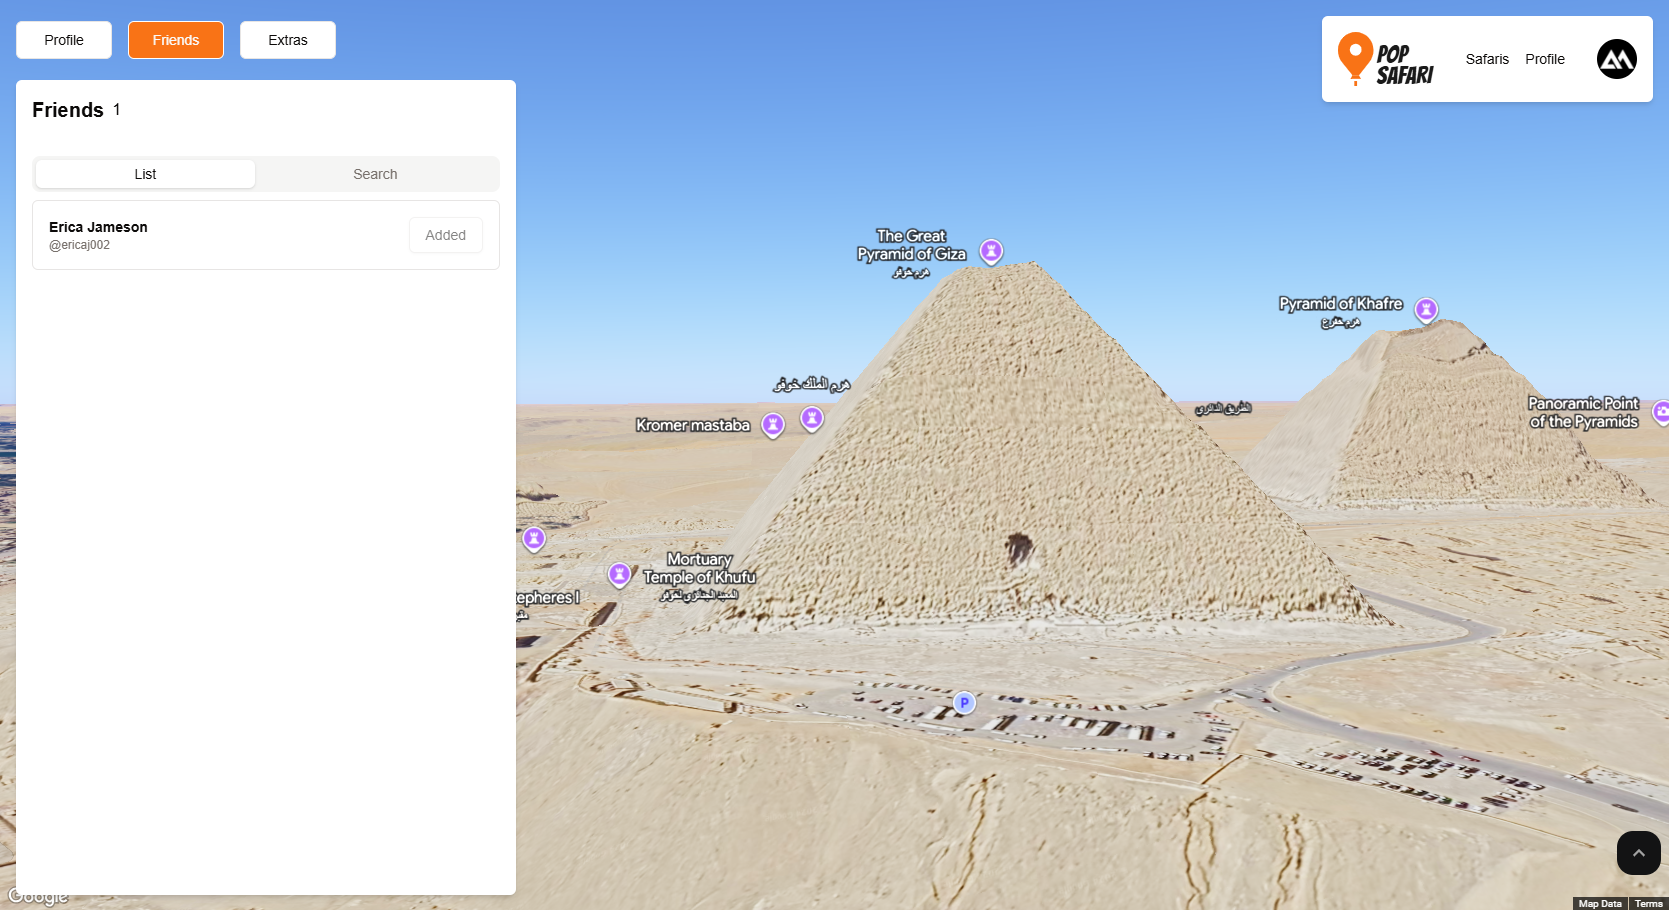 Profile
Friends
Extras
POP
SAFARI
Safaris
Profile
Friends 1
List
Search
Erica Jameson
@ericaj002
Added
The Great
Pyramid of Giza
هرم خوفو
Pyramid of Khafre
هرم خفرع
هرم الملك خوفو
Kromer mastaba
الطريق الدائري
Panoramic Point
of the Pyramids
Mortuary
Temple of Khufu
المعبد الجنائزي لخوفو
epheres I
P
Google
Map Data
Terms